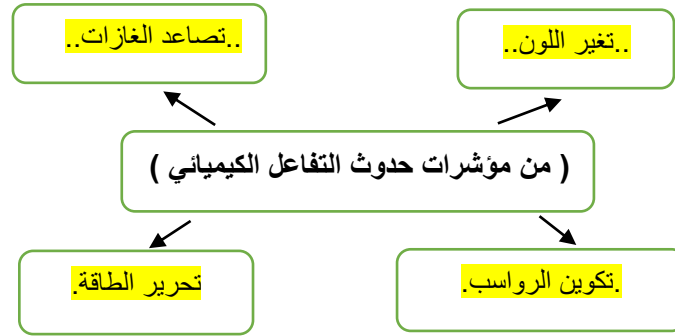 ..تغير اللون..
..تصاعد الغازات..
( من مؤشرات حدوث التفاعل الكيميائي )
.تكوين الرواسب.
تحرير الطاقة.